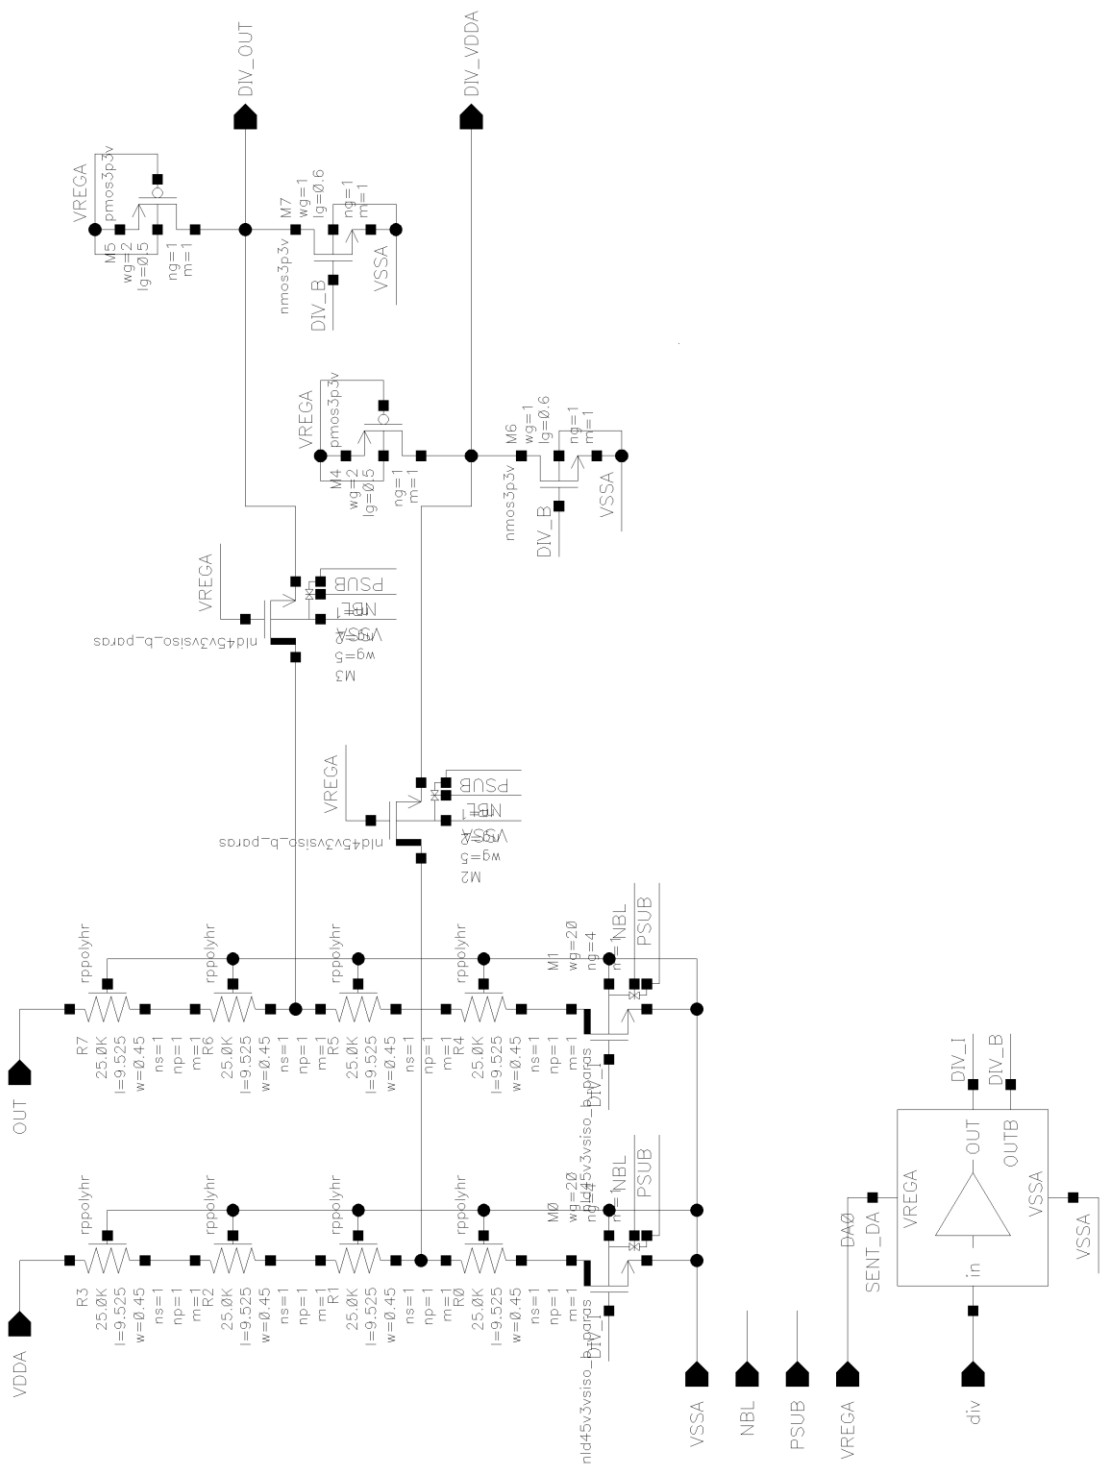 DIV_OUT
DIV_VDDA
VREGA
pmos3p3v
M5
wg=2
lg=0.5
ng=1
m=1
M7
wg=1
lg=0.6
ng=1
m=1
nmos3p3v
DIV_B
VSSA
VREGA
pmos3p3v
M4
wg=2
lg=0.5
ng=1
m=1
M6
wg=1
lg=0.6
ng=1
m=1
nmos3p3v
DIV_B
VSSA
VREGA
nld45v3vsiso_b_paras
PSUB
NBL
VSSA
wg=5
M3
VREGA
nld45v3vsiso_b_paras
PSUB
NBL
VSSA
wg=5
M2
OUT
rppolyhr
R7
25.0K
l=9.525
w=0.45
ns=1
np=1
m=1
rppolyhr
R6
25.0K
l=9.525
w=0.45
ns=1
np=1
m=1
rppolyhr
R5
25.0K
l=9.525
w=0.45
ns=1
np=1
m=1
rppolyhr
R4
25.0K
l=9.525
w=0.45
ns=1
np=1
m=1
M1
wg=20
ng=4
m=1
NBL
PSUB
DIV_I
nld45v3vsiso_b_paras
VDDA
rppolyhr
R3
25.0K
l=9.525
w=0.45
ns=1
np=1
m=1
rppolyhr
R2
25.0K
l=9.525
w=0.45
ns=1
np=1
m=1
rppolyhr
R1
25.0K
l=9.525
w=0.45
ns=1
np=1
m=1
rppolyhr
R0
25.0K
l=9.525
w=0.45
ns=1
np=1
m=1
M0
wg=20
ng=4
m=1
NBL
PSUB
DIV_I
nld45v3vsiso_b_paras
VSSA
NBL
PSUB
VREGA
div
DA0
SENT_DA
VREGA
in
OUT
OUTB
VSSA
DIV_I
DIV_B
VSSA